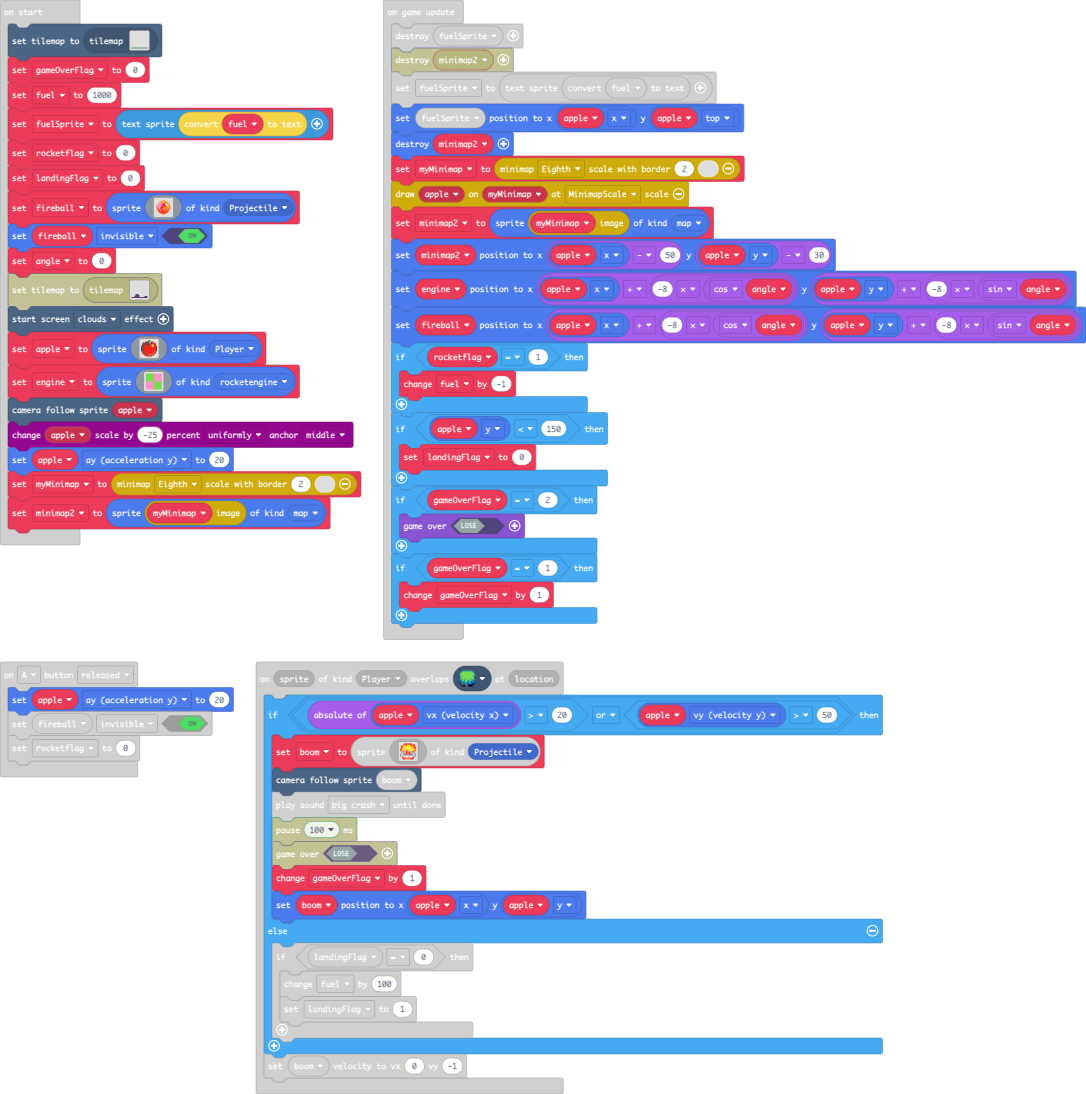 on start
set tilemap to tilemap
set gameOverFlag to 0
set fuel to 1000
set fuelSprite to text sprite convert fuel to text
set rocketflag to 0
set landingFlag to 0
set fireball to sprite of kind Projectile
set fireball invisible ON
set angle to 0
set tilemap to tilemap
start screen clouds effect
set apple to sprite of kind Player
set engine to sprite of kind rocketengine
camera follow sprite apple
change apple scale by -25 percent uniformly anchor middle
set apple ay (acceleration y) to 20
set myMinimap to minimap Eighth scale with border 2
set minimap2 to sprite myMinimap image of kind map
on game update
destroy fuelSprite
destroy minimap2
set fuelSprite to text sprite convert fuel to text
set fuelSprite position to x apple x y apple top
destroy minimap2
set myMinimap to minimap Eighth scale with border 2
draw apple on myMinimap at MinimapScale scale
set minimap2 to sprite myMinimap image of kind map
set minimap2 position to x apple x - 50 y apple y - 30
set engine position to x apple x + -8 × cos angle y apple y + -8 × sin angle
set fireball position to x apple x + -8 × cos angle y apple y + -8 × sin angle
if rocketflag = 1 then
change fuel by -1
if apple y < 150 then
set landingFlag to 0
if gameOverFlag = 2 then
game over LOSE
if gameOverFlag = 1 then
change gameOverFlag by 1
on A button released
set apple ay (acceleration y) to 20
set fireball invisible ON
set rocketflag to 0
on sprite of kind Player overlaps at location
if absolute of apple vx (velocity x) > 20 or apple vy (velocity y) > 50 then
set boom to sprite of kind Projectile
camera follow sprite boom
play sound big crash until done
pause 100 ms
game over LOSE
change gameOverFlag by 1
set boom position to x apple x y apple y
else
if landingFlag = 0 then
change fuel by 100
set landingFlag to 1
set boom velocity to vx 0 vy -1